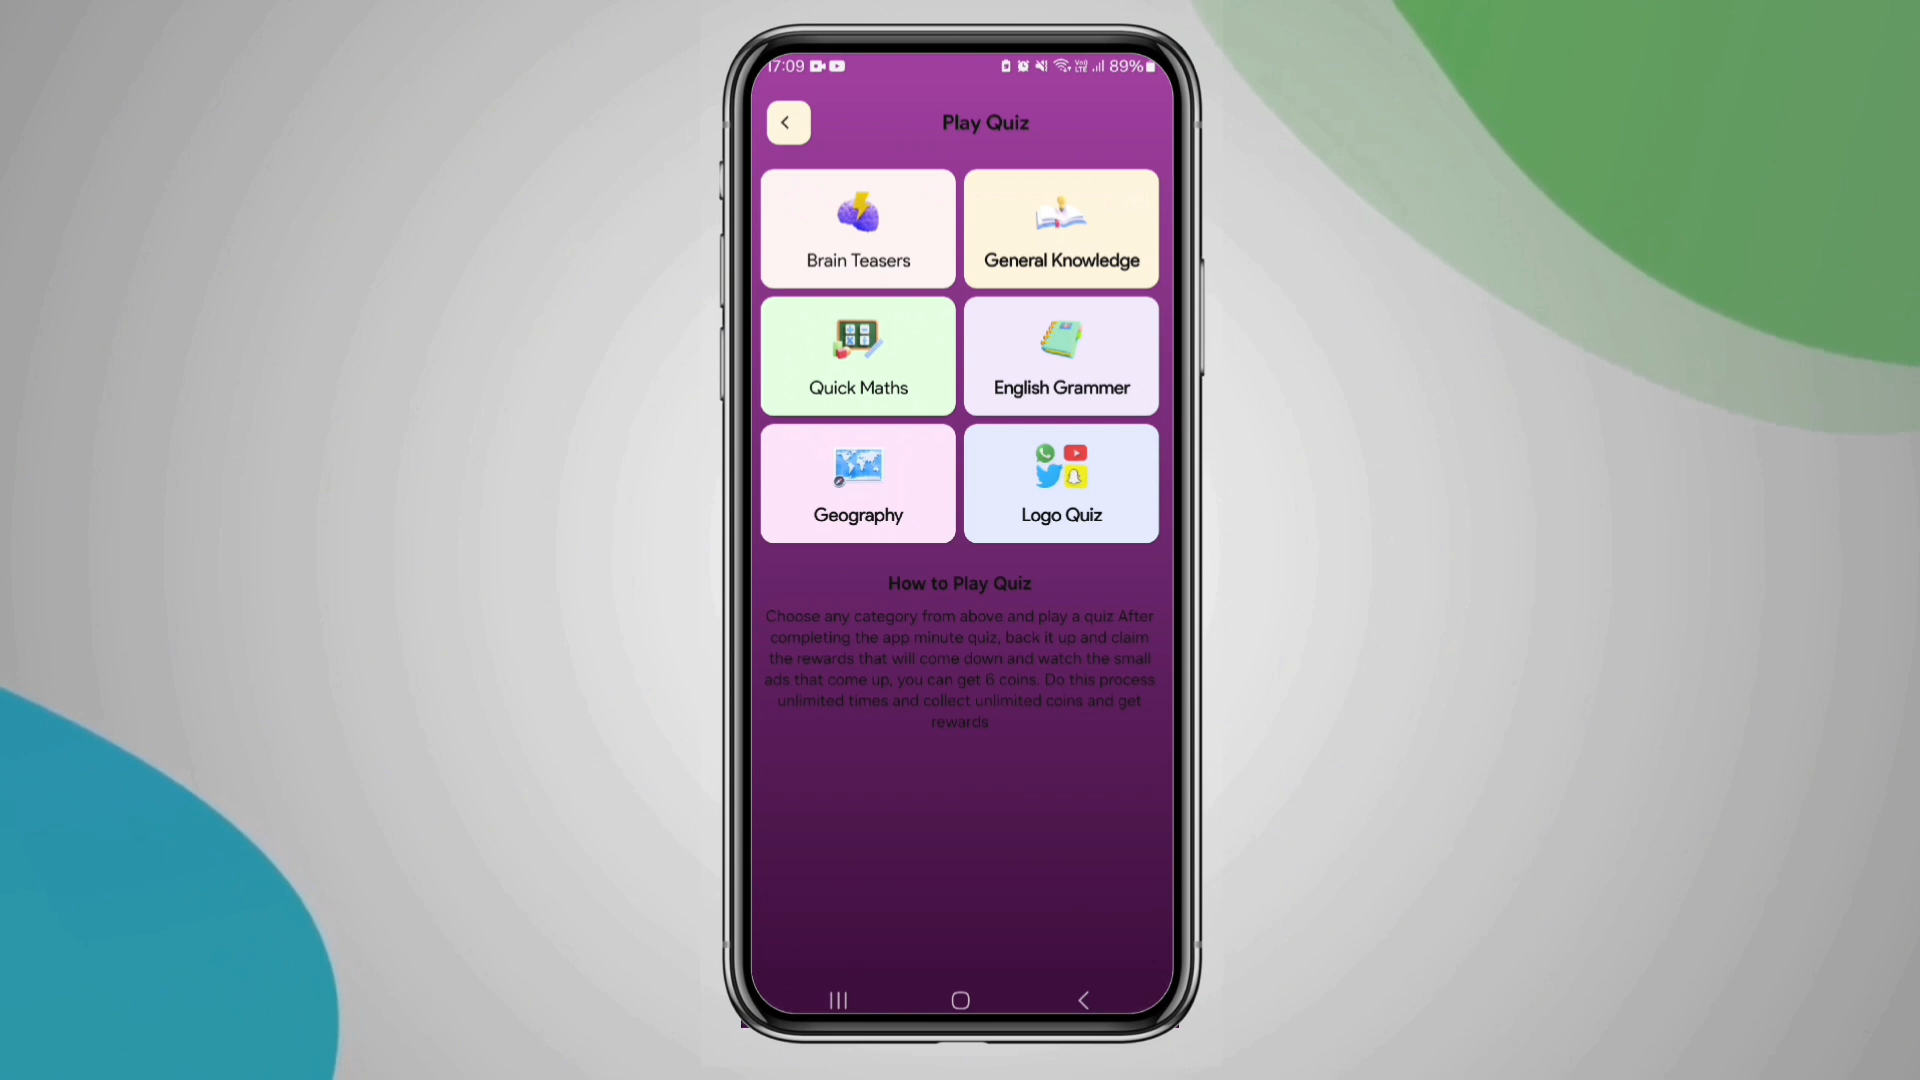 17:09 89%
Play Quiz
Brain Teasers
General Knowledge
Quick Maths
English Grammer
Geography
Logo Quiz
How to Play Quiz
Choose any category from above and play a quiz After
completing the app minute quiz, back it up and claim
the rewards that will come down and watch the small
ads that come up, you can get 6 coins. Do this process
unlimited times and collect unlimited coins and get
rewards